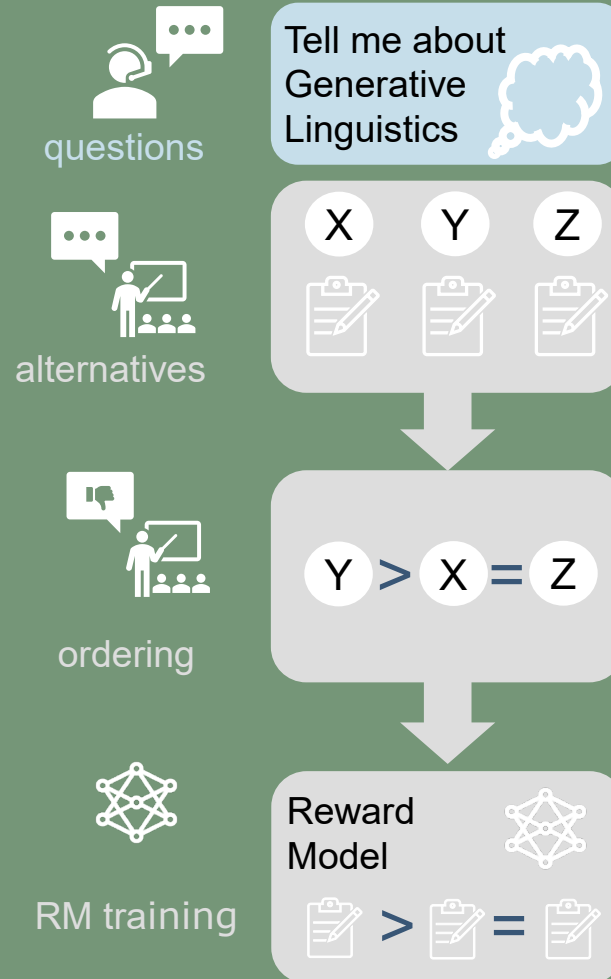 Tell me about
Generative
Linguistics
questions
X Y Z
alternatives
Y > X = Z
ordering
Reward
Model
RM training
> =